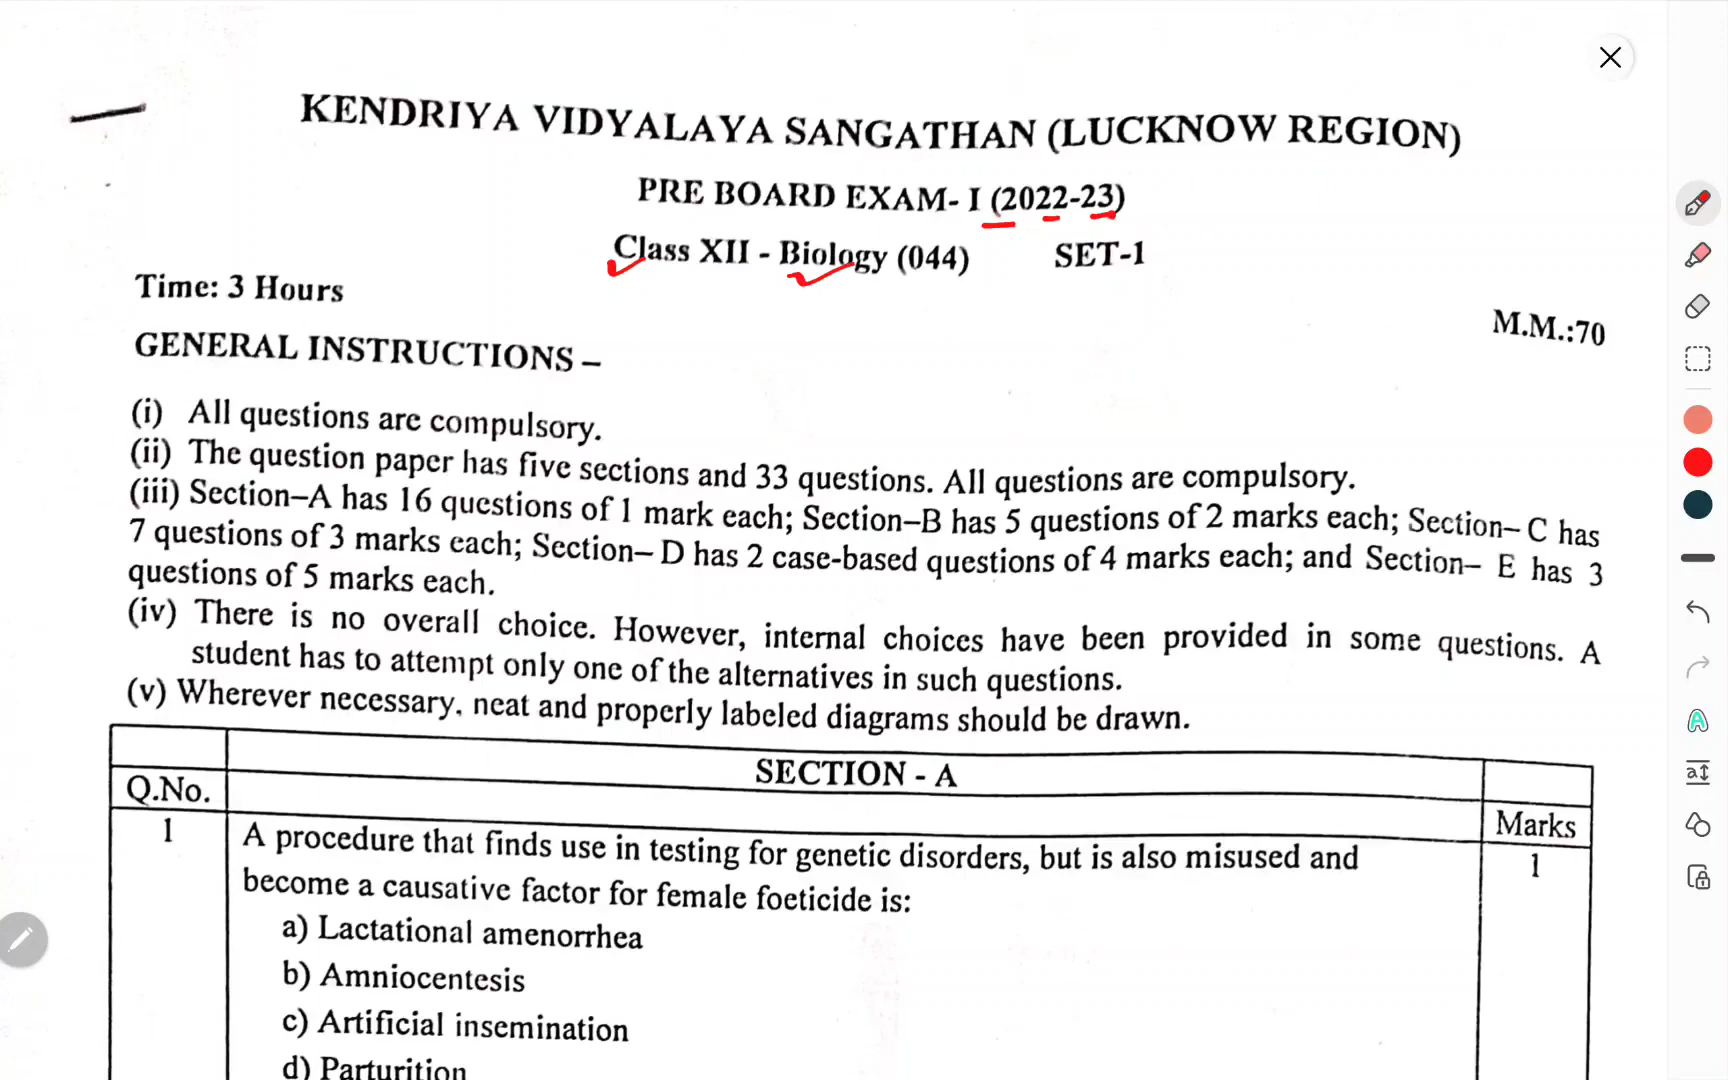 KENDRIYA VIDYALAYA SANGATHAN (LUCKNOW REGION)
PRE BOARD EXAM- I (2022-23)
Class XII - Biology (044) SET-1
Time: 3 Hours
M.M.:70
GENERAL INSTRUCTIONS –
(i) All questions are compulsory.
(ii) The question paper has five sections and 33 questions. All questions are compulsory.
(iii) Section–A has 16 questions of 1 mark each; Section–B has 5 questions of 2 marks each; Section– C has
7 questions of 3 marks each; Section– D has 2 case-based questions of 4 marks each; and Section– E has 3
questions of 5 marks each.
(iv) There is no overall choice. However, internal choices have been provided in some questions. A
student has to attempt only one of the alternatives in such questions.
(v) Wherever necessary, neat and properly labeled diagrams should be drawn.
SECTION - A
Q.No.
Marks
1 A procedure that finds use in testing for genetic disorders, but is also misused and 1
become a causative factor for female foeticide is:
a) Lactational amenorrhea
b) Amniocentesis
c) Artificial insemination
d) Parturition